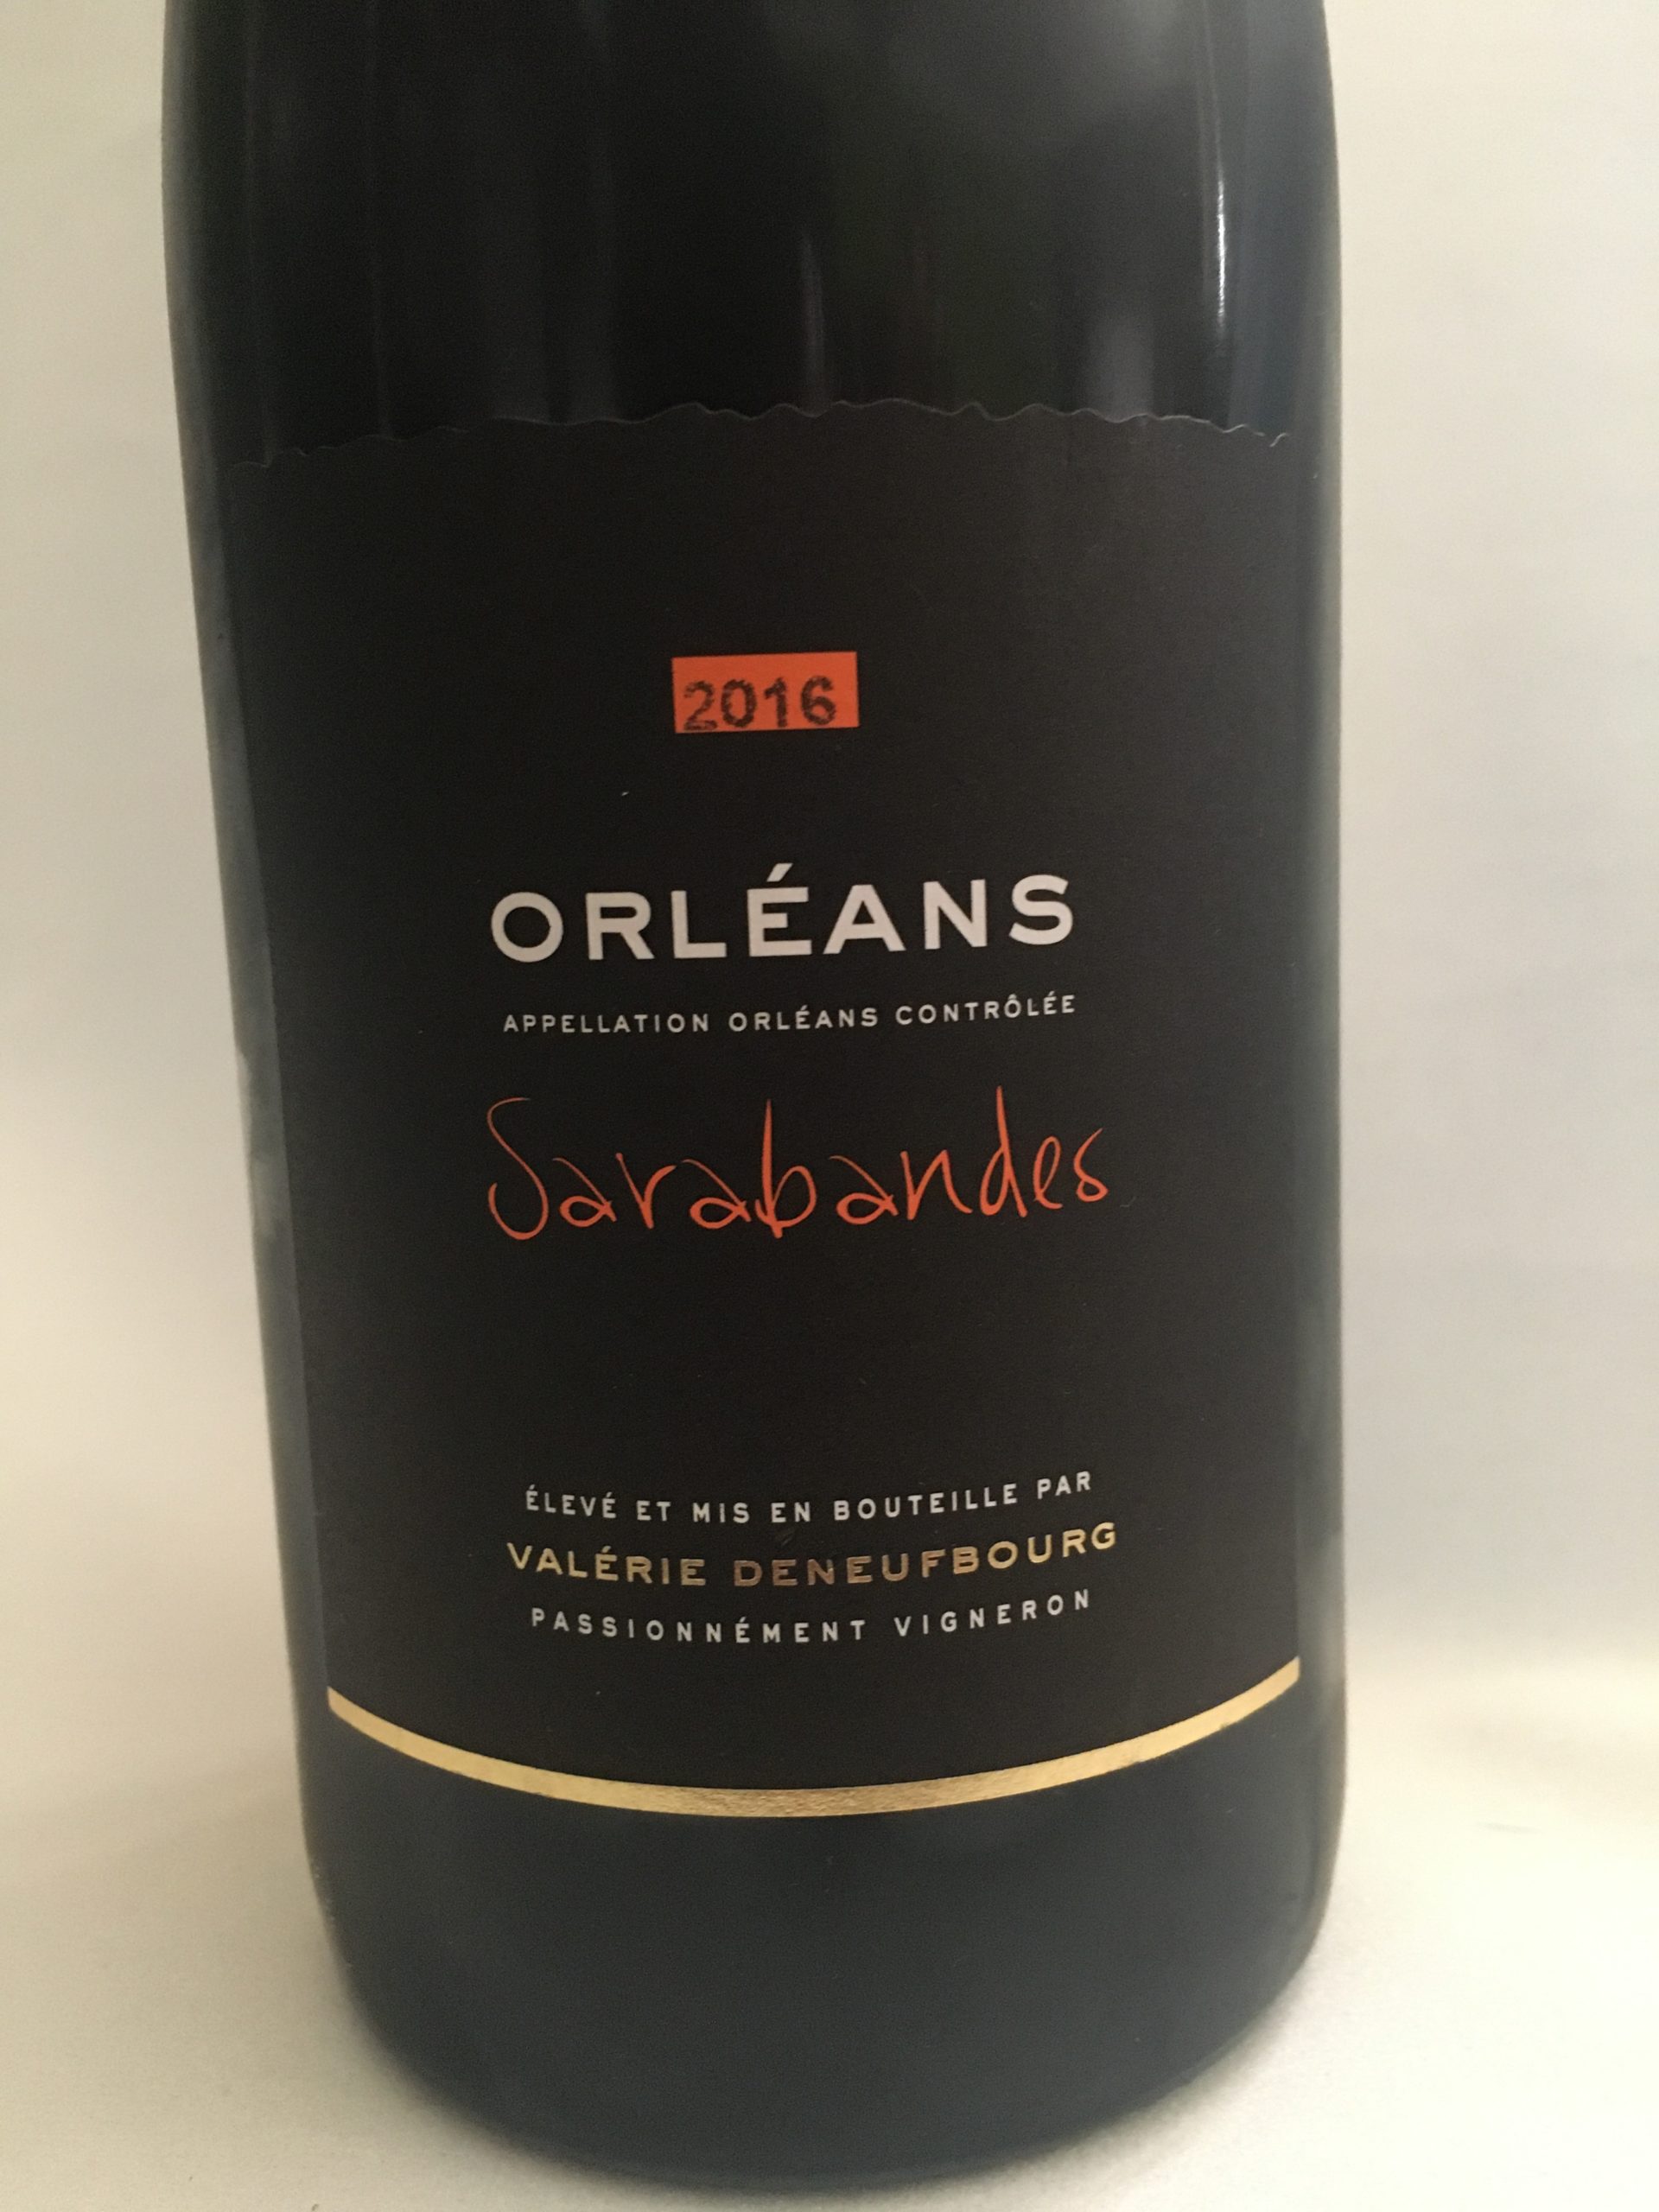 2016
ORLÉANS
APPELLATION ORLÉANS CONTRÔLÉE
Sarabandes
ÉLEVÉ ET MIS EN BOUTEILLE PAR
VALÉRIE DENEUFBOURG
PASSIONNÉMENT VIGNERON